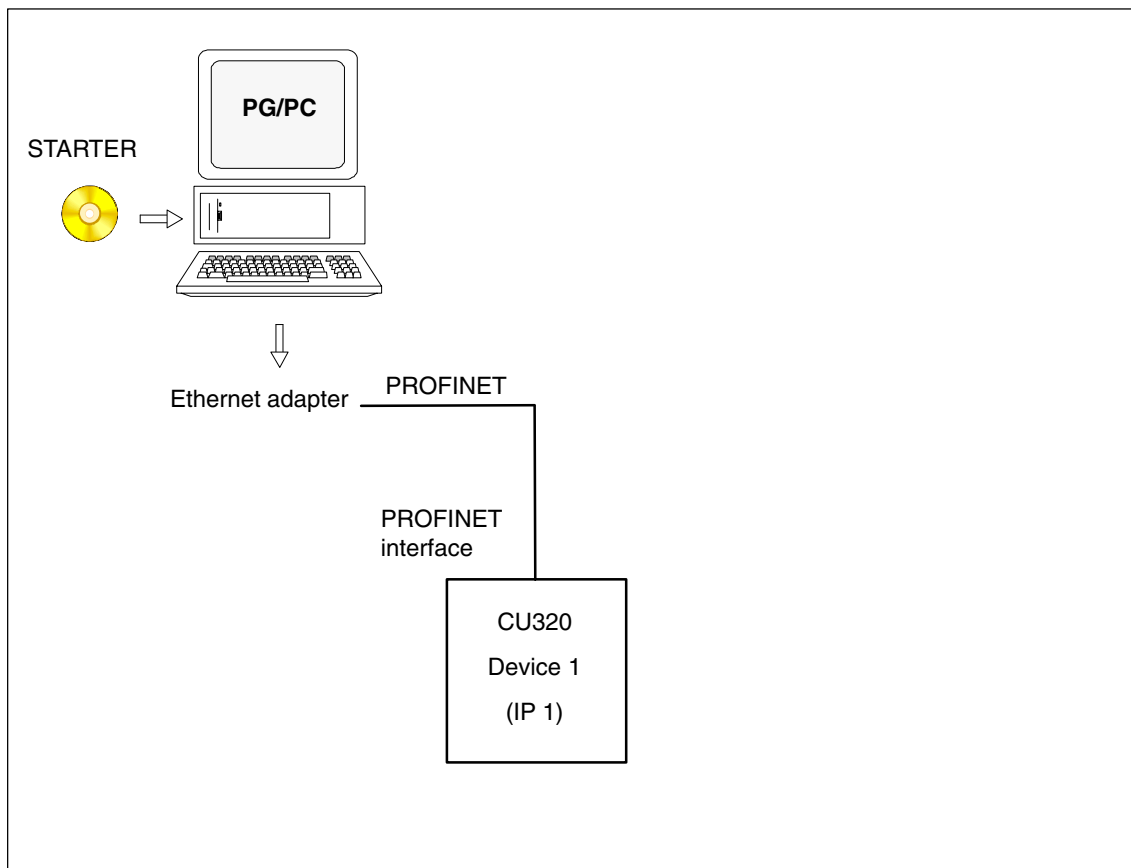 PG/PC
STARTER
Ethernet adapter
PROFINET
PROFINET
interface
CU320
Device 1
(IP 1)